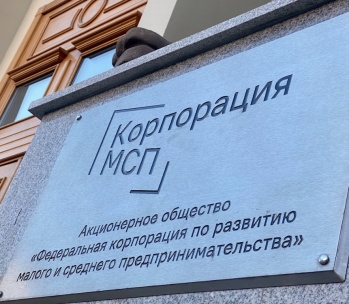 Корпорация
МСП
Акционерное общество
«Федеральная корпорация по развитию
малого и среднего предпринимательства»